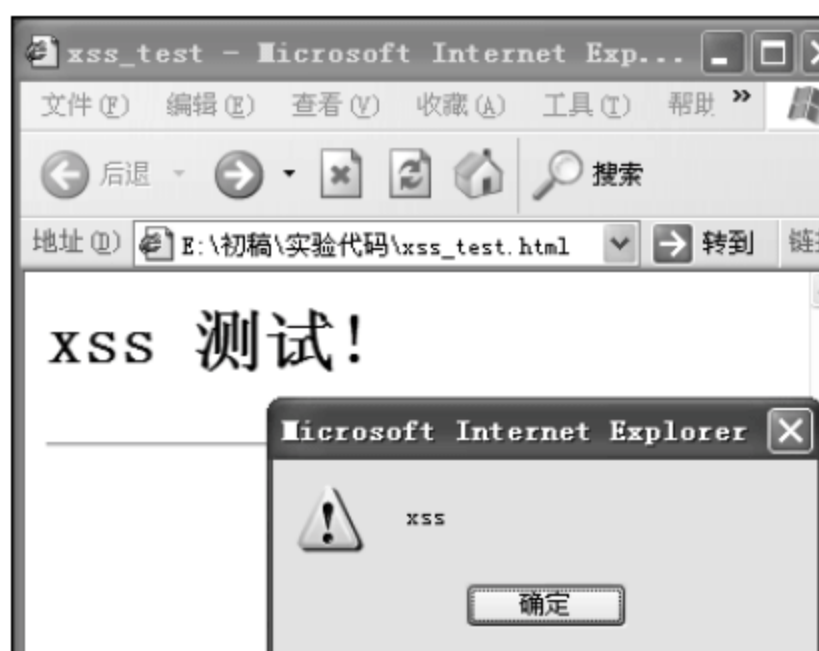 xss_test - Microsoft Internet Exp...
文件(F) 编辑(E) 查看(V) 收藏(A) 工具(T) 帮助 »
后退 搜索
地址(D) E:\初稿\实验代码\xss_test.html 转到
xss 测试!
Microsoft Internet Explorer
xss
确定